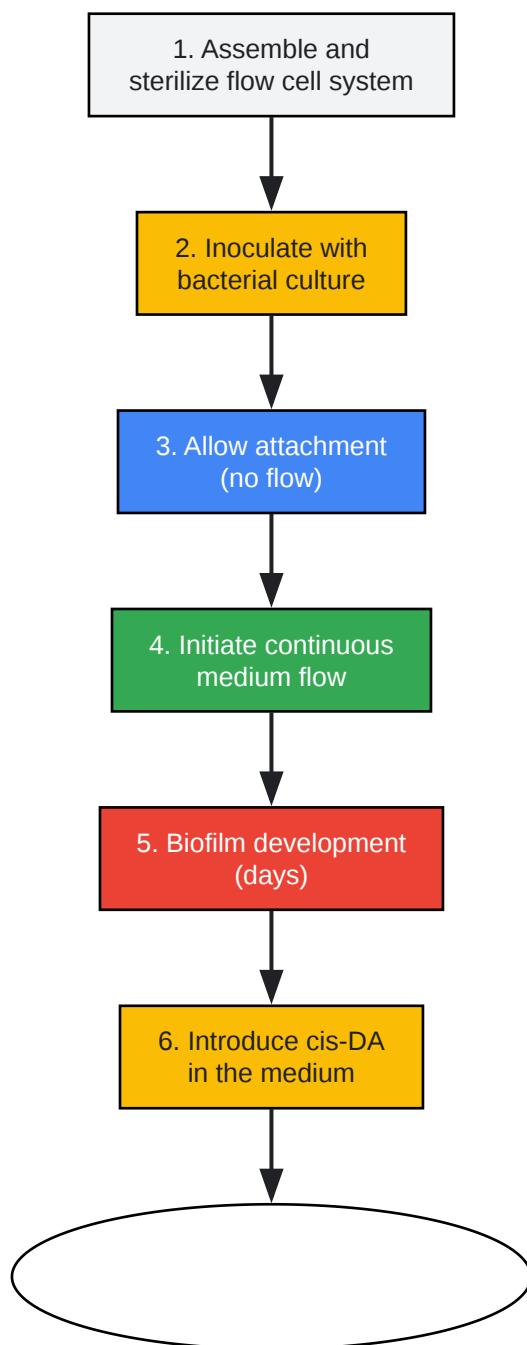 1. Assemble and
sterilize flow cell system
2. Inoculate with
bacterial culture
3. Allow attachment
(no flow)
4. Initiate continuous
medium flow
5. Biofilm development
(days)
6. Introduce cis-DA
in the medium